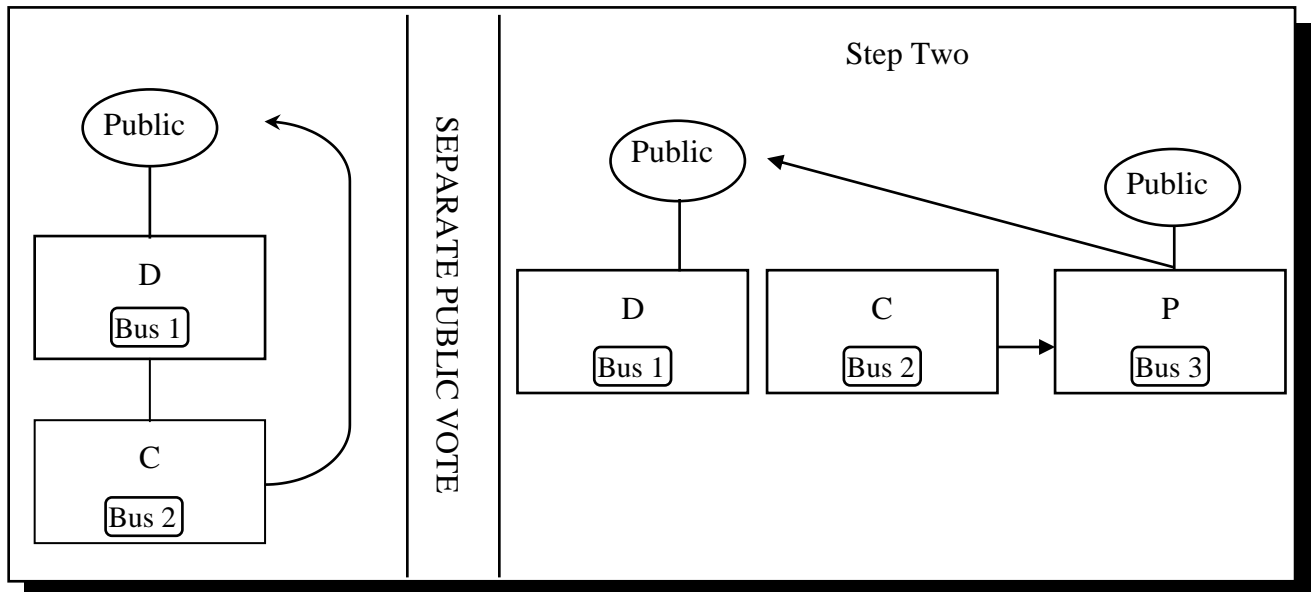 Public
D
Bus 1
C
Bus 2
SEPARATE PUBLIC VOTE
Step Two
Public
Public
D
Bus 1
C
Bus 2
P
Bus 3